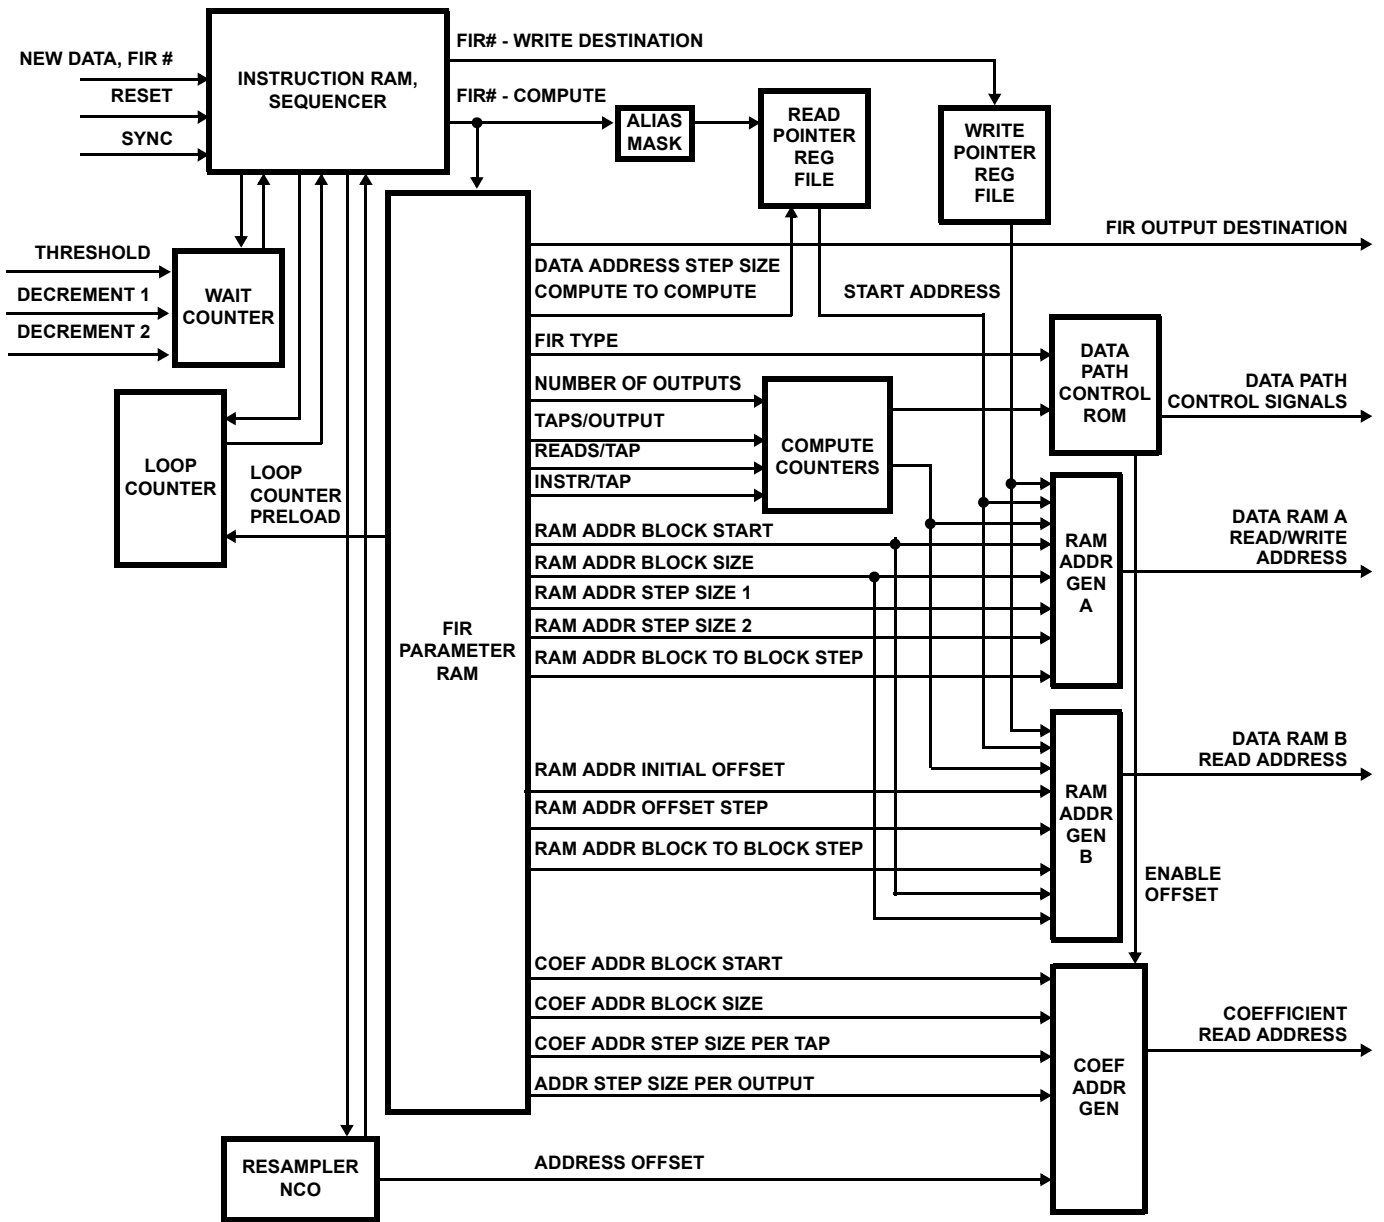 NEW DATA, FIR #
RESET
SYNC
INSTRUCTION RAM,
SEQUENCER
FIR# - WRITE DESTINATION
FIR# - COMPUTE
ALIAS
MASK
READ
POINTER
REG
FILE
WRITE
POINTER
REG
FILE
THRESHOLD
DECREMENT 1
DECREMENT 2
WAIT
COUNTER
LOOP
COUNTER
LOOP
COUNTER
PRELOAD
FIR
PARAMETER
RAM
FIR OUTPUT DESTINATION
DATA ADDRESS STEP SIZE
COMPUTE TO COMPUTE
START ADDRESS
FIR TYPE
NUMBER OF OUTPUTS
TAPS/OUTPUT
READS/TAP
INSTR/TAP
COMPUTE
COUNTERS
DATA
PATH
CONTROL
ROM
DATA PATH
CONTROL SIGNALS
RAM ADDR BLOCK START
RAM ADDR BLOCK SIZE
RAM ADDR STEP SIZE 1
RAM ADDR STEP SIZE 2
RAM ADDR BLOCK TO BLOCK STEP
RAM
ADDR
GEN
A
DATA RAM A
READ/WRITE
ADDRESS
RAM ADDR INITIAL OFFSET
RAM ADDR OFFSET STEP
RAM ADDR BLOCK TO BLOCK STEP
RAM
ADDR
GEN
B
DATA RAM B
READ ADDRESS
ENABLE
OFFSET
COEF ADDR BLOCK START
COEF ADDR BLOCK SIZE
COEF ADDR STEP SIZE PER TAP
ADDR STEP SIZE PER OUTPUT
COEF
ADDR
GEN
COEFFICIENT
READ ADDRESS
RESAMPLER
NCO
ADDRESS OFFSET